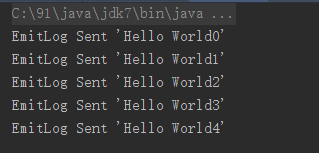 C:\91\java\jdk7\bin\java ...
EmitLog Sent 'Hello World0'
EmitLog Sent 'Hello World1'
EmitLog Sent 'Hello World2'
EmitLog Sent 'Hello World3'
EmitLog Sent 'Hello World4'